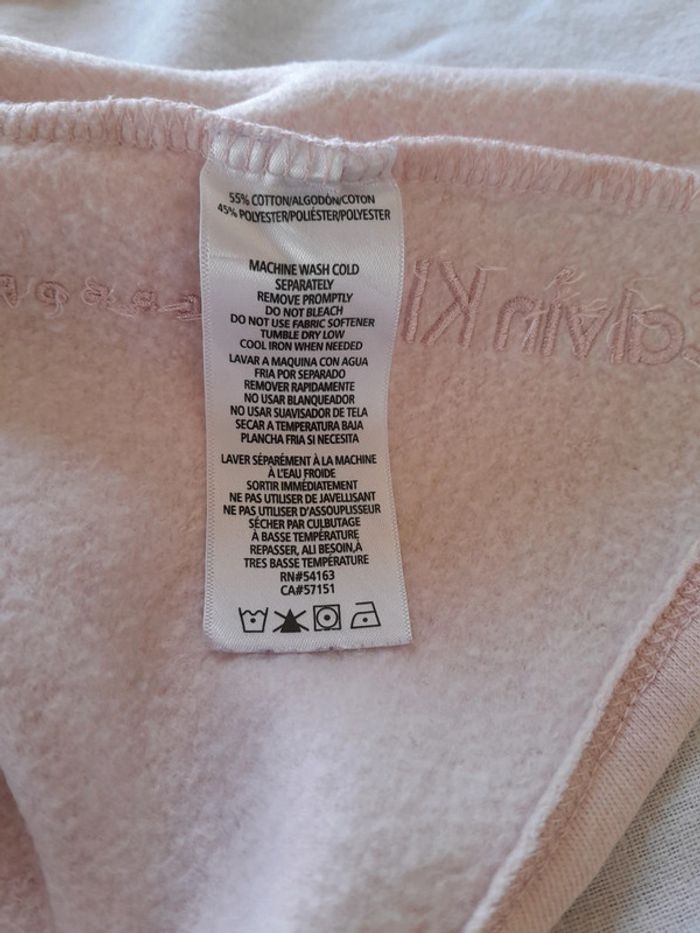 55% COTTON/ALGODÓN/COTON
45% POLYESTER/POLIÉSTER/POLYESTER
MACHINE WASH COLD
SEPARATELY
REMOVE PROMPTLY
DO NOT BLEACH
DO NOT USE FABRIC SOFTENER
TUMBLE DRY LOW
COOL IRON WHEN NEEDED
LAVAR A MAQUINA CON AGUA
FRIA POR SEPARADO
REMOVER RAPIDAMENTE
NO USAR BLANQUEADOR
NO USAR SUAVISADOR DE TELA
SECAR A TEMPERATURA BAJA
PLANCHA FRIA SI NECESITA
LAVER SÉPARÉMENT À LA MACHINE
À L'EAU FROIDE
SORTIR IMMÉDIATEMENT
NE PAS UTILISER DE JAVELLISANT
NE PAS UTILISER D'ASSOUPLISSEUR
SÉCHER PAR CULBUTAGE
À BASSE TEMPÉRATURE
REPASSER, ALI BESOIN,À
TRES BASSE TEMPÉRATURE
RN#54163
CA#57151
alvin Kl